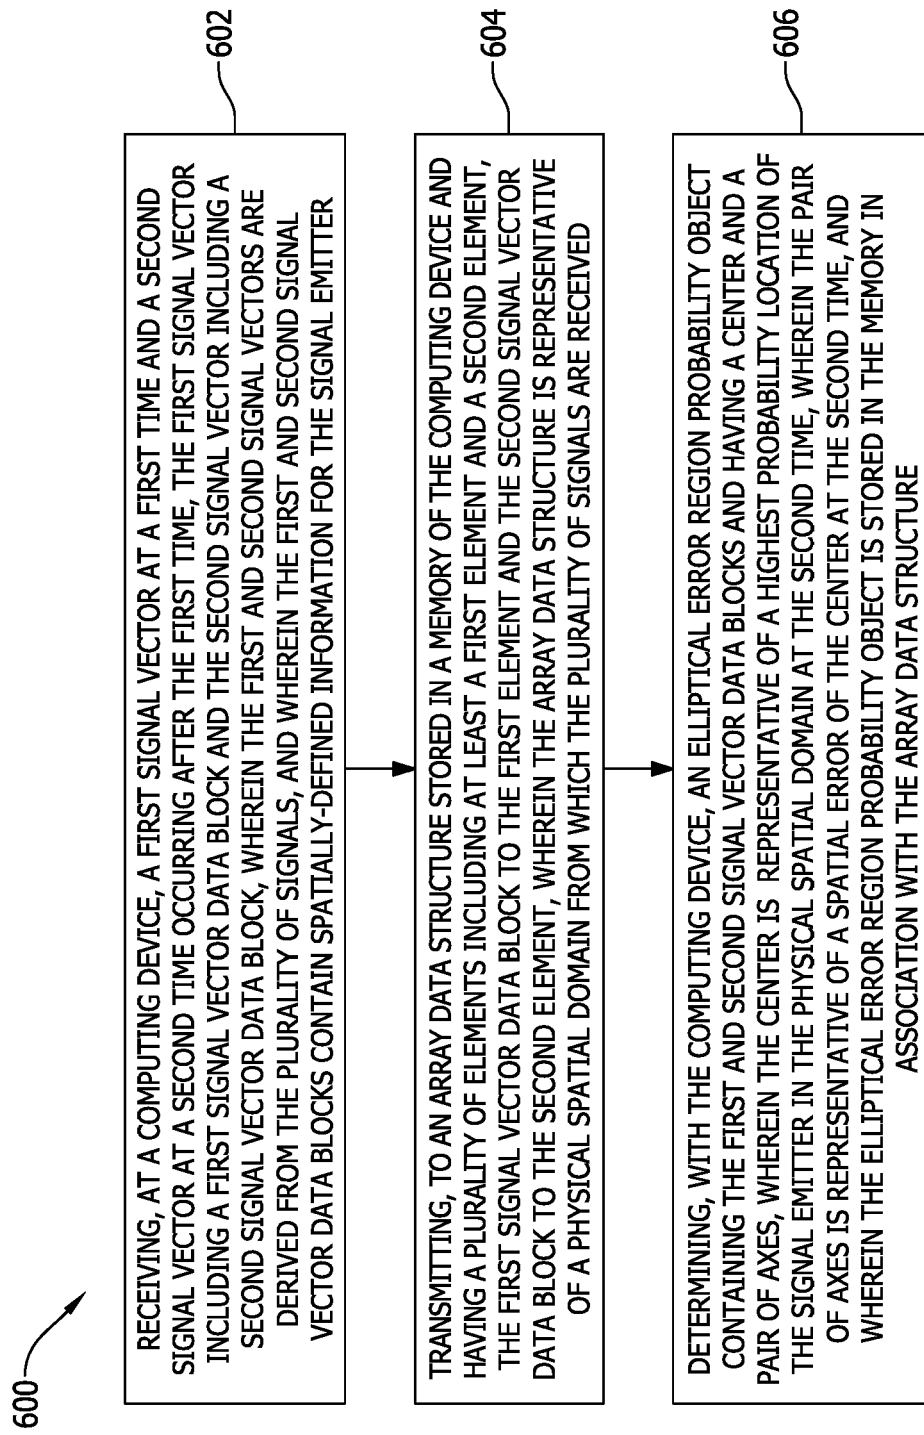 600
RECEIVING, AT A COMPUTING DEVICE, A FIRST SIGNAL VECTOR AT A FIRST TIME AND A SECOND
SIGNAL VECTOR AT A SECOND TIME OCCURRING AFTER THE FIRST TIME, THE FIRST SIGNAL VECTOR
INCLUDING A FIRST SIGNAL VECTOR DATA BLOCK AND THE SECOND SIGNAL VECTOR INCLUDING A
SECOND SIGNAL VECTOR DATA BLOCK, WHEREIN THE FIRST AND SECOND SIGNAL VECTORS ARE
DERIVED FROM THE PLURALITY OF SIGNALS, AND WHEREIN THE FIRST AND SECOND SIGNAL
VECTOR DATA BLOCKS CONTAIN SPATIALLY-DEFINED INFORMATION FOR THE SIGNAL EMITTER
602
TRANSMITTING, TO AN ARRAY DATA STRUCTURE STORED IN A MEMORY OF THE COMPUTING DEVICE AND
HAVING A PLURALITY OF ELEMENTS INCLUDING AT LEAST A FIRST ELEMENT AND A SECOND ELEMENT,
THE FIRST SIGNAL VECTOR DATA BLOCK TO THE FIRST ELEMENT AND THE SECOND SIGNAL VECTOR
DATA BLOCK TO THE SECOND ELEMENT, WHEREIN THE ARRAY DATA STRUCTURE IS REPRESENTATIVE
OF A PHYSICAL SPATIAL DOMAIN FROM WHICH THE PLURALITY OF SIGNALS ARE RECEIVED
604
DETERMINING, WITH THE COMPUTING DEVICE, AN ELLIPTICAL ERROR REGION PROBABILITY OBJECT
CONTAINING THE FIRST AND SECOND SIGNAL VECTOR DATA BLOCKS AND HAVING A CENTER AND A
PAIR OF AXES, WHEREIN THE CENTER IS REPRESENTATIVE OF A HIGHEST PROBABILITY LOCATION OF
THE SIGNAL EMITTER IN THE PHYSICAL SPATIAL DOMAIN AT THE SECOND TIME, WHEREIN THE PAIR
OF AXES IS REPRESENTATIVE OF A SPATIAL ERROR OF THE CENTER AT THE SECOND TIME, AND
WHEREIN THE ELLIPTICAL ERROR REGION PROBABILITY OBJECT IS STORED IN THE MEMORY IN
ASSOCIATION WITH THE ARRAY DATA STRUCTURE
606